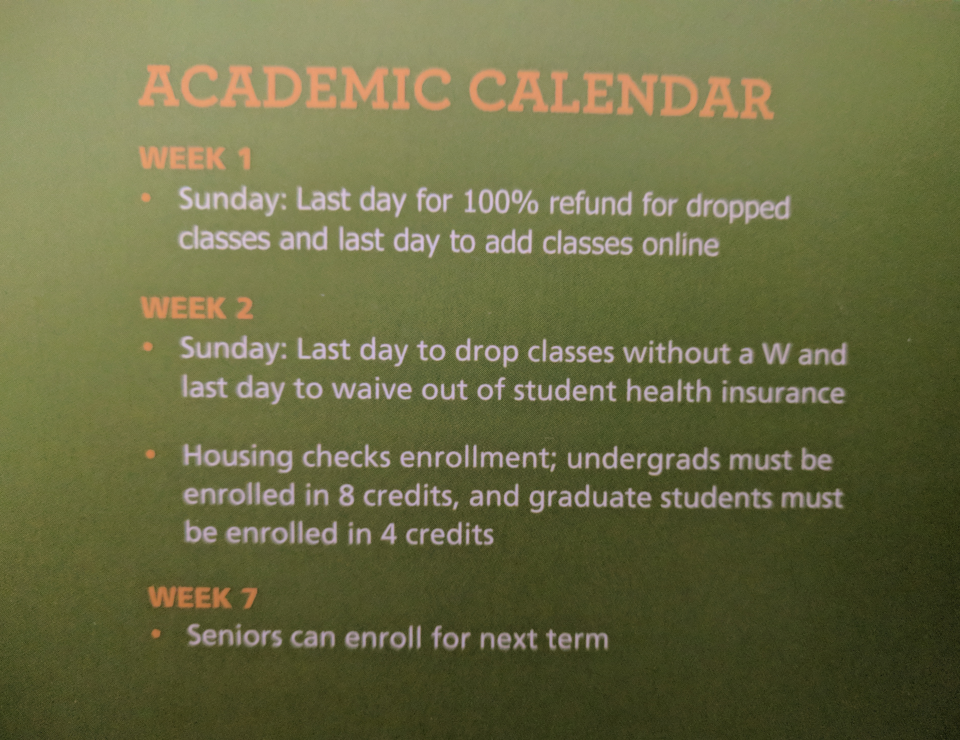 ACADEMIC CALENDAR
WEEK 1
• Sunday: Last day for 100% refund for dropped
classes and last day to add classes online
WEEK 2
• Sunday: Last day to drop classes without a W and
last day to waive out of student health insurance
• Housing checks enrollment; undergrads must be
enrolled in 8 credits, and graduate students must
be enrolled in 4 credits
WEEK 7
• Seniors can enroll for next term